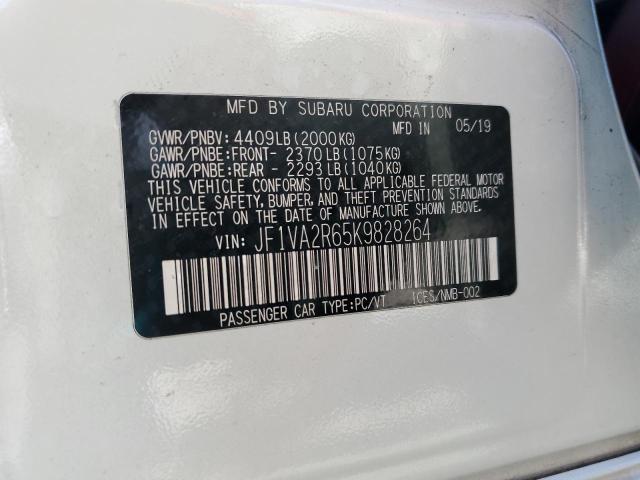 MFD BY SUBARU CORPORATION
MFD IN 05/19
GVWR/PNBV: 4409LB(2000KG)
GAWR/PNBE:FRONT- 2370LB(1075KG)
GAWR/PNBE:REAR - 2293LB(1040KG)
THIS VEHICLE CONFORMS TO ALL APPLICABLE FEDERAL MOTOR
VEHICLE SAFETY, BUMPER, AND THEFT PREVENTION STANDARDS
IN EFFECT ON THE DATE OF MANUFACTURE SHOWN ABOVE.
VIN: JF1VA2R65K9828264
PASSENGER CAR TYPE:PC/VT ICES/NMB-002